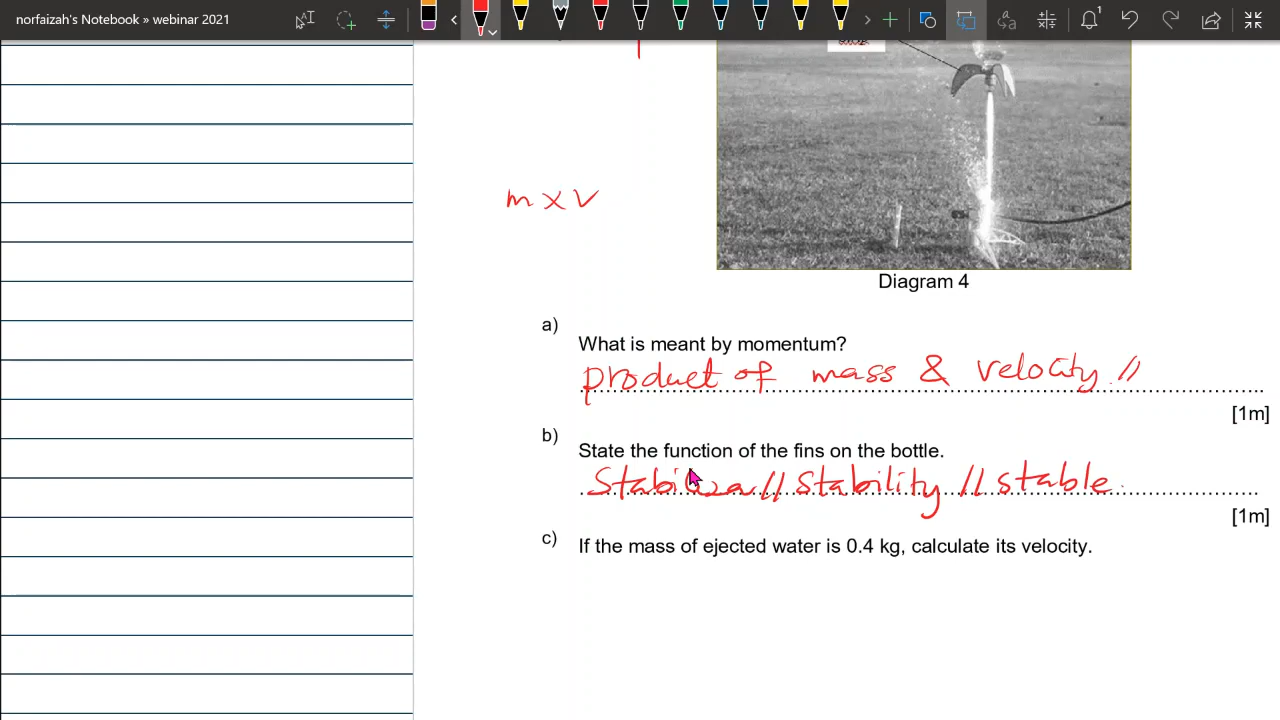 norfaizah's Notebook » webinar 2021
m x v
Diagram 4
a)
What is meant by momentum?
product of mass & velocity //
[1m]
b)
State the function of the fins on the bottle.
// stability // stable
[1m]
c)
If the mass of ejected water is 0.4 kg, calculate its velocity.